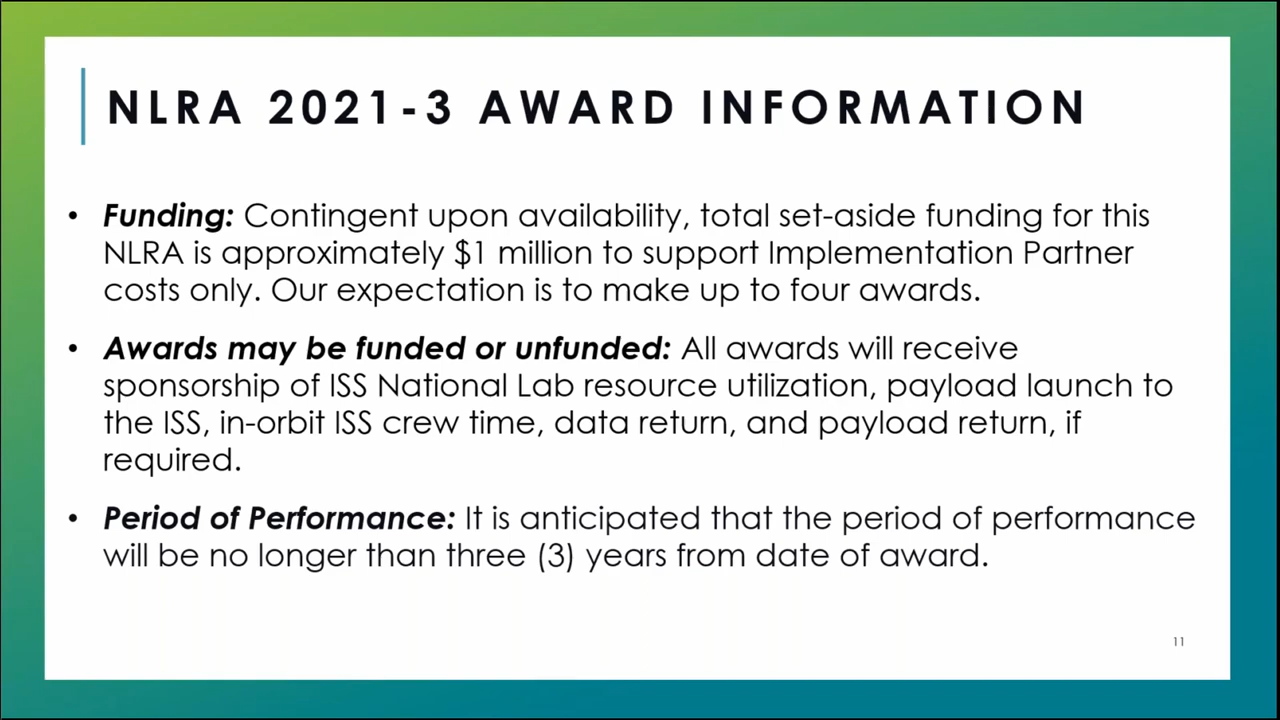 NLRA 2021-3 AWARD INFORMATION
• Funding: Contingent upon availability, total set-aside funding for this
NLRA is approximately $1 million to support Implementation Partner
costs only. Our expectation is to make up to four awards.
• Awards may be funded or unfunded: All awards will receive
sponsorship of ISS National Lab resource utilization, payload launch to
the ISS, in-orbit ISS crew time, data return, and payload return, if
required.
• Period of Performance: It is anticipated that the period of performance
will be no longer than three (3) years from date of award.
11